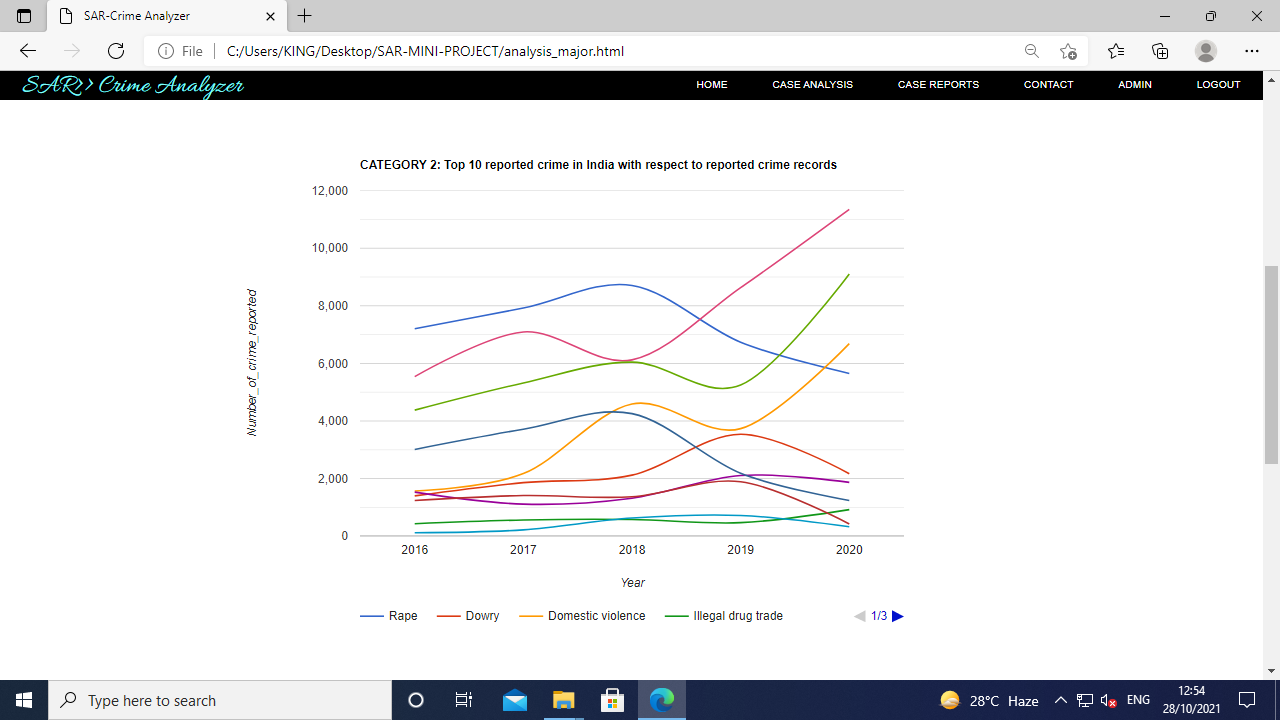 SAR-Crime Analyzer
File C:/Users/KING/Desktop/SAR-MINI-PROJECT/analysis_major.html
SAR>> Crime Analyzer HOME CASE ANALYSIS CASE REPORTS CONTACT ADMIN LOGOUT
CATEGORY 2: Top 10 reported crime in India with respect to reported crime records
12,000
10,000
8,000
6,000
4,000
2,000
0
Number_of_crime_reported
2016 2017 2018 2019 2020
Year
Rape Dowry Domestic violence Illegal drug trade 1/3
Type here to search
28°C Haze ENG
12:54
28/10/2021